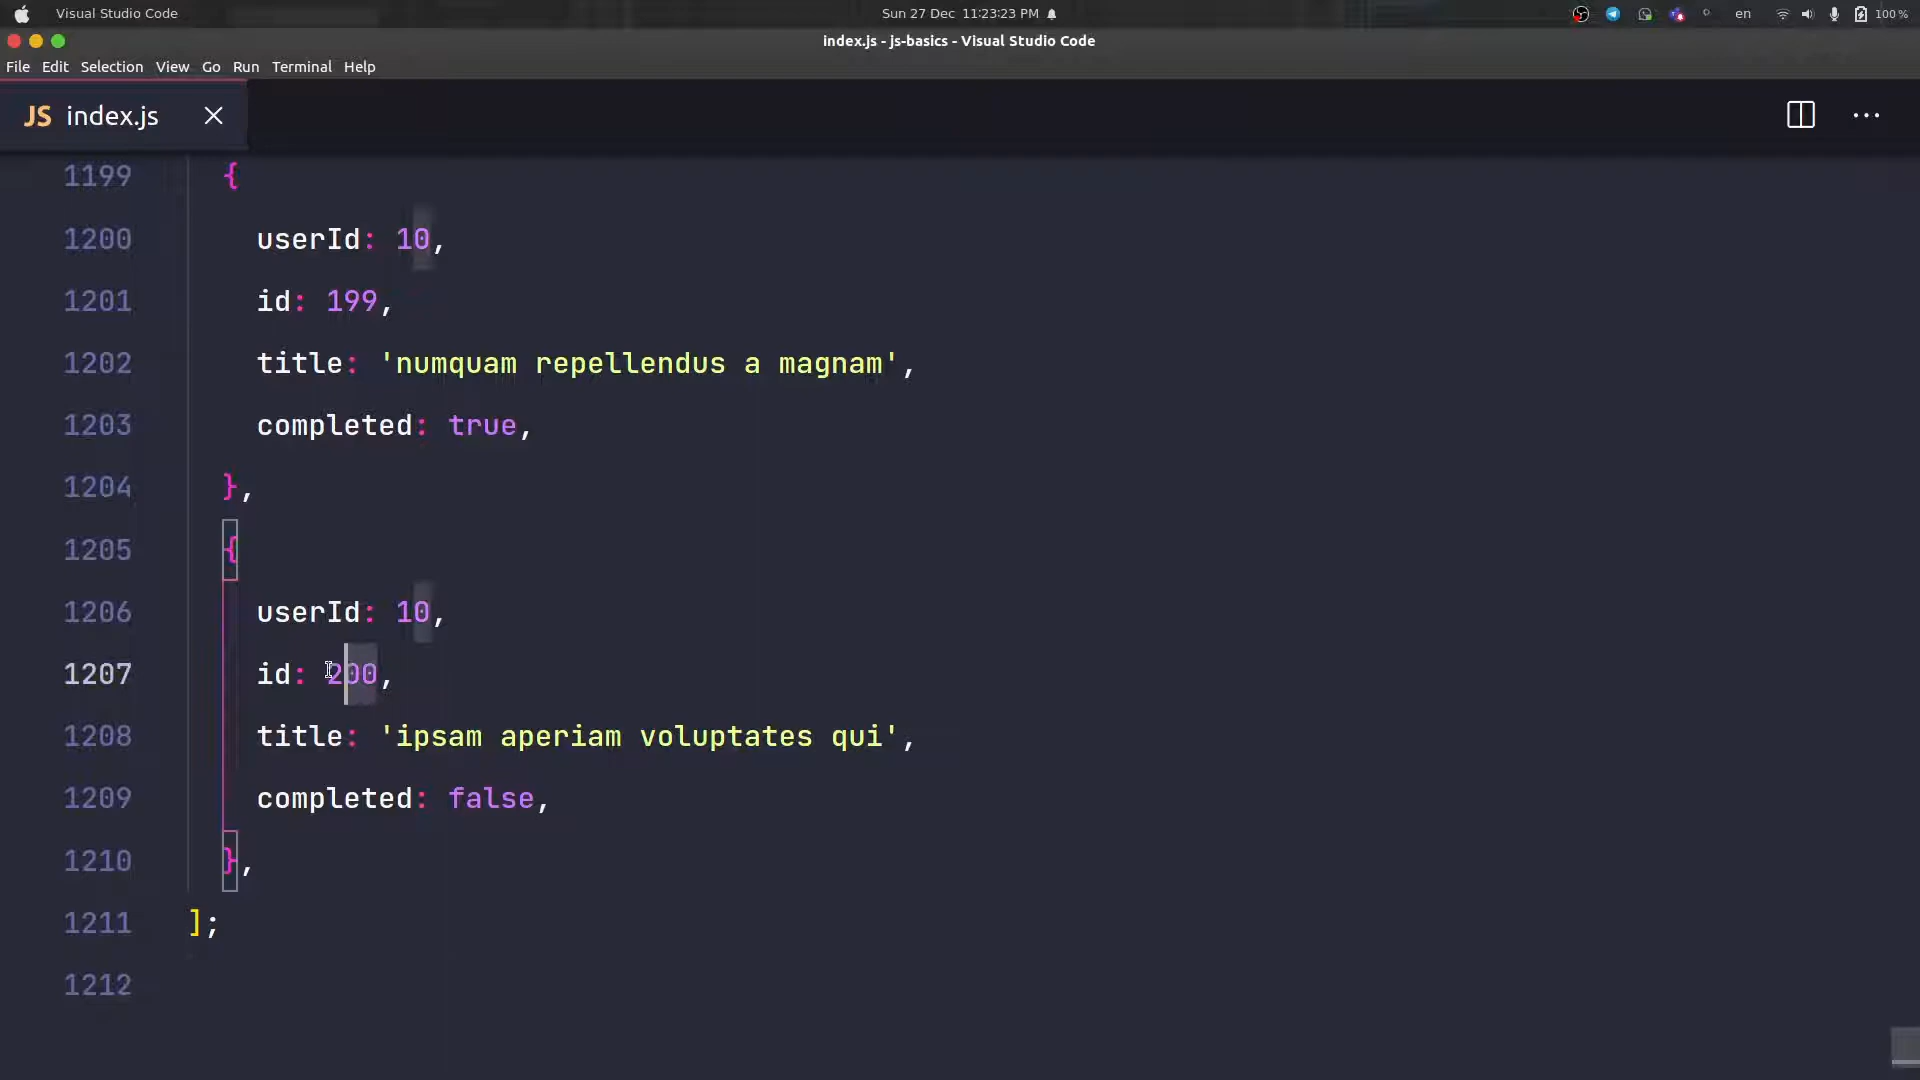 Visual Studio Code
Sun 27 Dec 11:23:23 PM
en
100%
index.js - js-basics - Visual Studio Code
File Edit Selection View Go Run Terminal Help
JS index.js
1199 {
1200 userId: 10,
1201 id: 199,
1202 title: 'numquam repellendus a magnam',
1203 completed: true,
1204 },
1205 {
1206 userId: 10,
1207 id: 200,
1208 title: 'ipsam aperiam voluptates qui',
1209 completed: false,
1210 },
1211 ];
1212